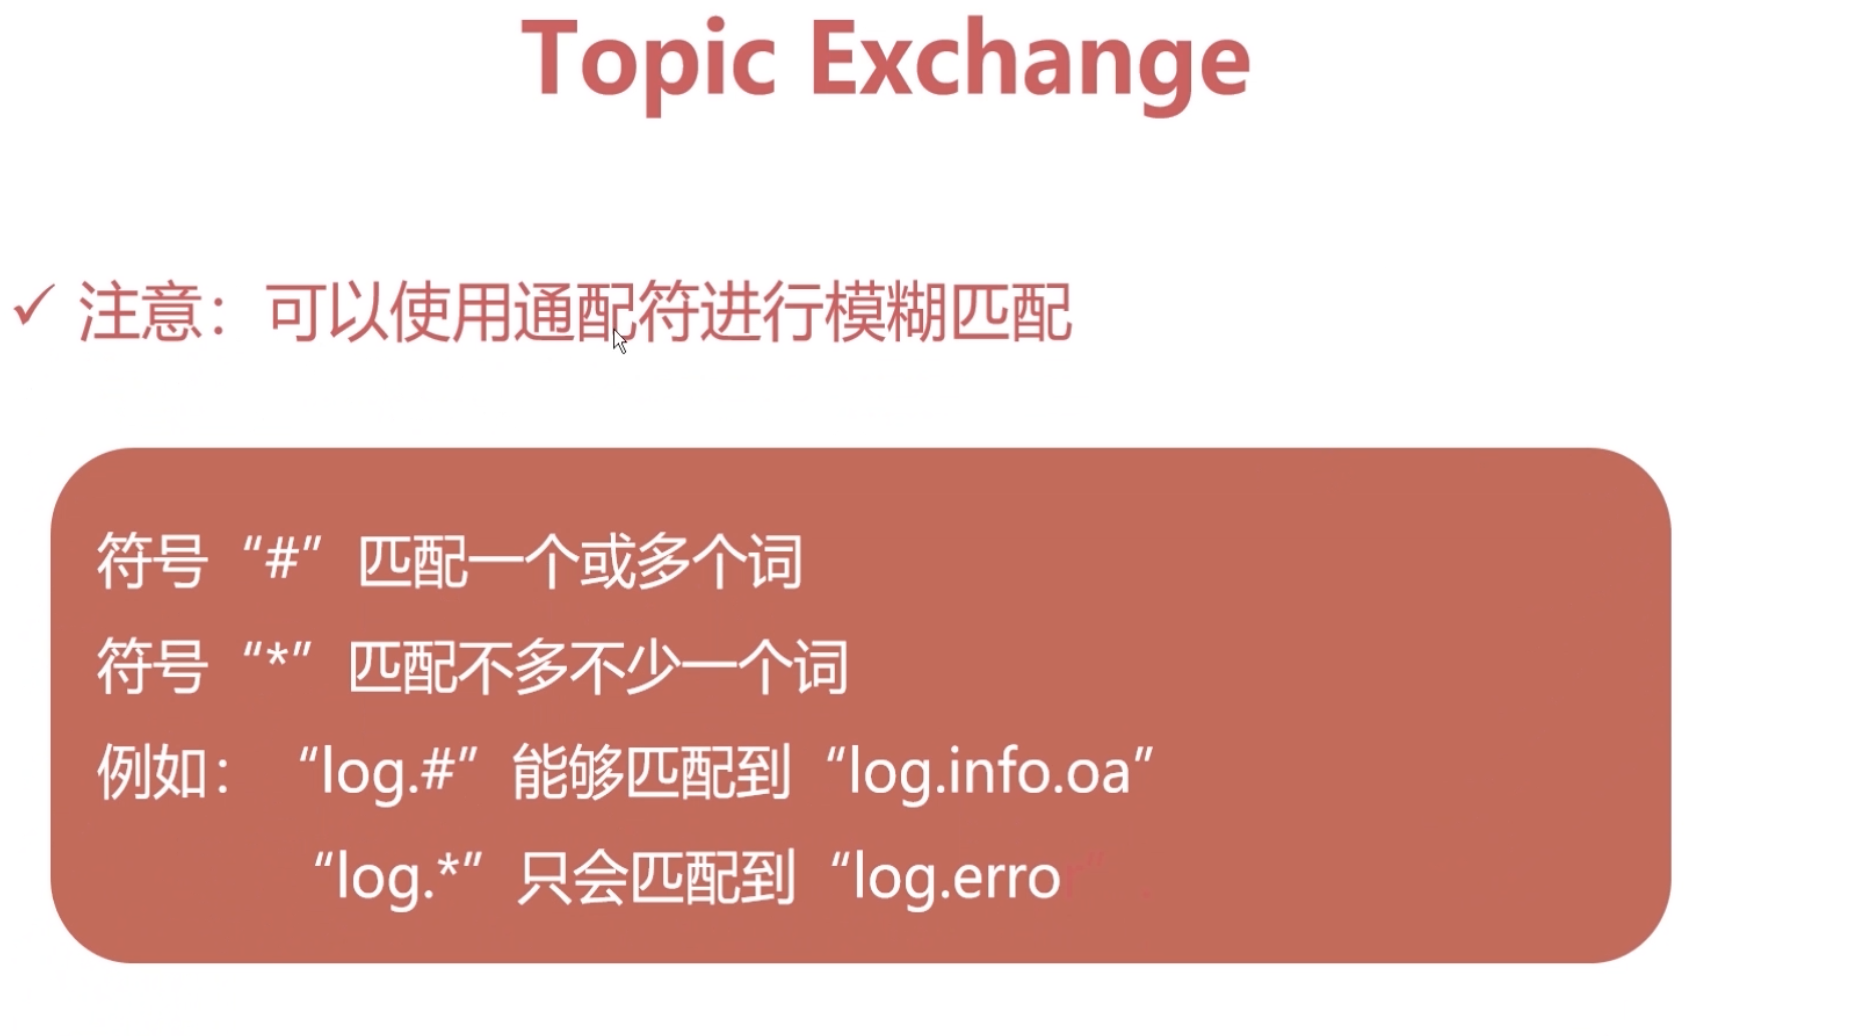 Topic Exchange
✓ 注意：可以使用通配符进行模糊匹配
符号“#”匹配一个或多个词
符号“*”匹配不多不少一个词
例如：“log.#”能够匹配到“log.info.oa”
“log.*”只会匹配到“log.error”